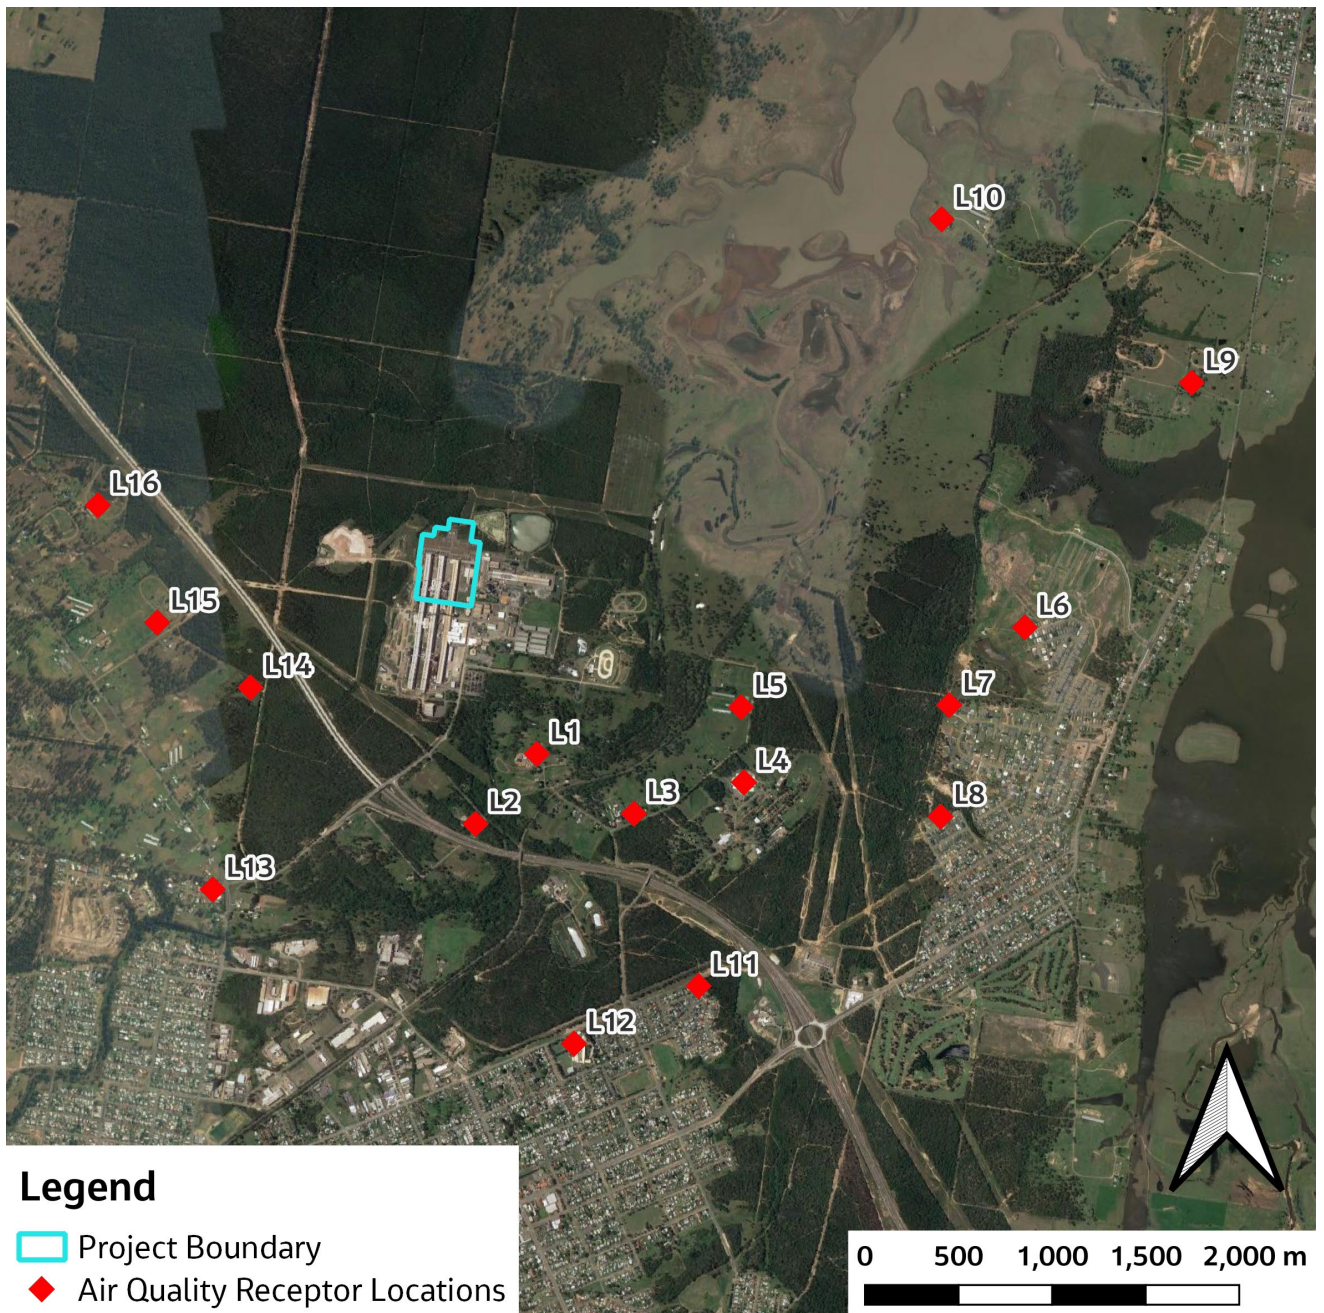 L10
L9
L16
L15
L6
L14
L5
L7
L1
L4
L2
L3
L8
L13
L11
L12
Legend
Project Boundary
Air Quality Receptor Locations
0 500 1,000 1,500 2,000 m